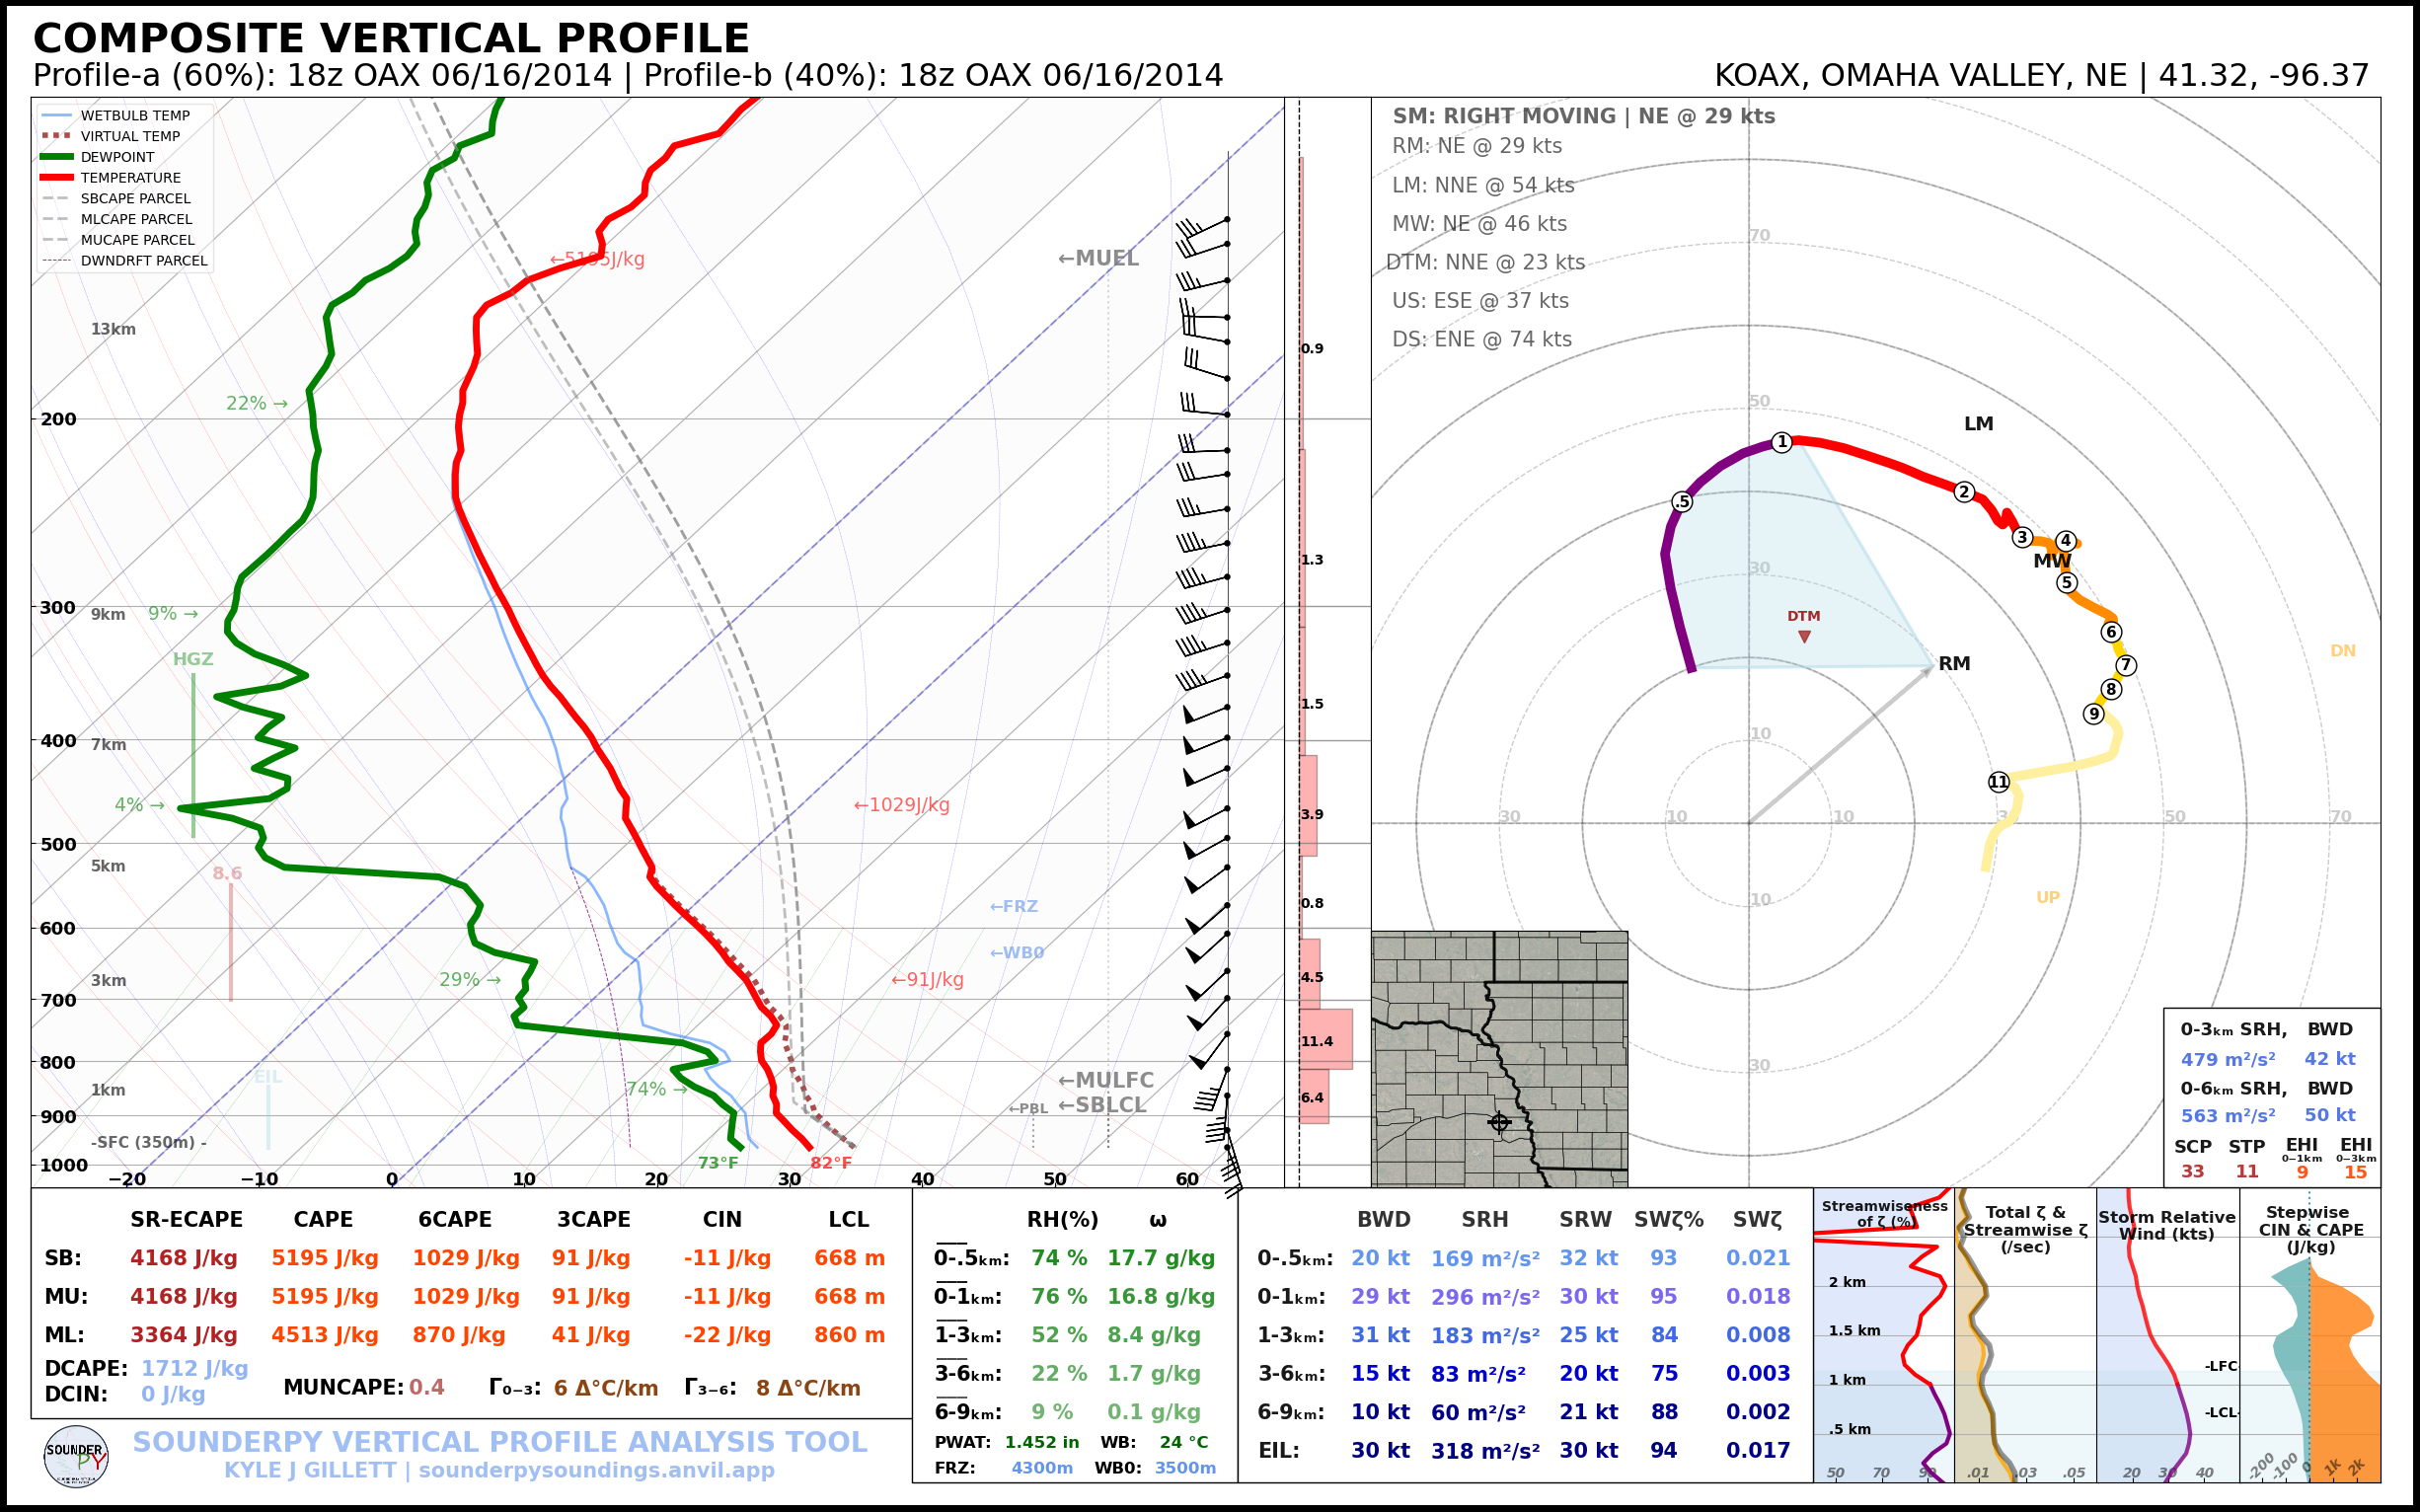 COMPOSITE VERTICAL PROFILE
Profile-a (60%): 18z OAX 06/16/2014 | Profile-b (40%): 18z OAX 06/16/2014
KOAX, OMAHA VALLEY, NE | 41.32, -96.37
WETBULB TEMP
VIRTUAL TEMP
DEWPOINT
TEMPERATURE
SBCAPE PARCEL
MLCAPE PARCEL
MUCAPE PARCEL
DWNDRFT PARCEL
←5195J/kg
←MUEL
13km
22% →
200
300
9km
9% →
HGZ
400
7km
4% →
←1029J/kg
500
5km
8.6
←FRZ
600
←WB0
3km
29% →
←91J/kg
700
800
EIL
1km
74% →
←MULFC
←PBL
←SBLCL
900
-SFC (350m) -
1000
73°F
82°F
−20 −10 0 10 20 30 40 50 60
0.9
1.3
1.5
3.9
0.8
4.5
11.4
6.4
SM: RIGHT MOVING | NE @ 29 kts
RM: NE @ 29 kts
LM: NNE @ 54 kts
MW: NE @ 46 kts
DTM: NNE @ 23 kts
US: ESE @ 37 kts
DS: ENE @ 74 kts
70
50
30
10
30 10 10 3 50 70
10
30
.5
1
2
3
4
5
6
7
8
9
11
LM
MW
DTM
RM
DN
UP
0-3km SRH, BWD
479 m²/s² 42 kt
0-6km SRH, BWD
563 m²/s² 50 kt
SCP STP EHI EHI
0-1km 0-3km
33 11 9 15
SR-ECAPE CAPE 6CAPE 3CAPE CIN LCL
SB: 4168 J/kg 5195 J/kg 1029 J/kg 91 J/kg -11 J/kg 668 m
MU: 4168 J/kg 5195 J/kg 1029 J/kg 91 J/kg -11 J/kg 668 m
ML: 3364 J/kg 4513 J/kg 870 J/kg 41 J/kg -22 J/kg 860 m
DCAPE: 1712 J/kg
DCIN: 0 J/kg
MUNCAPE: 0.4 Γ₀₋₃: 6 Δ°C/km Γ₃₋₆: 8 Δ°C/km
SOUNDERPY
SOUNDERPY VERTICAL PROFILE ANALYSIS TOOL
KYLE J GILLETT | sounderpysoundings.anvil.app
RH(%) ω
0-.5km: 74 % 17.7 g/kg
0-1km: 76 % 16.8 g/kg
1-3km: 52 % 8.4 g/kg
3-6km: 22 % 1.7 g/kg
6-9km: 9 % 0.1 g/kg
PWAT: 1.452 in WB: 24 °C
FRZ: 4300m WB0: 3500m
BWD SRH SRW SWζ% SWζ
0-.5km: 20 kt 169 m²/s² 32 kt 93 0.021
0-1km: 29 kt 296 m²/s² 30 kt 95 0.018
1-3km: 31 kt 183 m²/s² 25 kt 84 0.008
3-6km: 15 kt 83 m²/s² 20 kt 75 0.003
6-9km: 10 kt 60 m²/s² 21 kt 88 0.002
EIL: 30 kt 318 m²/s² 30 kt 94 0.017
Streamwiseness
of ζ (%)
2 km
1.5 km
1 km
.5 km
50 70 90
Total ζ &
Streamwise ζ
(/sec)
.01 .03 .05
Storm Relative
Wind (kts)
20 30 40
Stepwise
CIN & CAPE
(J/kg)
-LFC
-LCL-
-200 -100 0 1k 2k